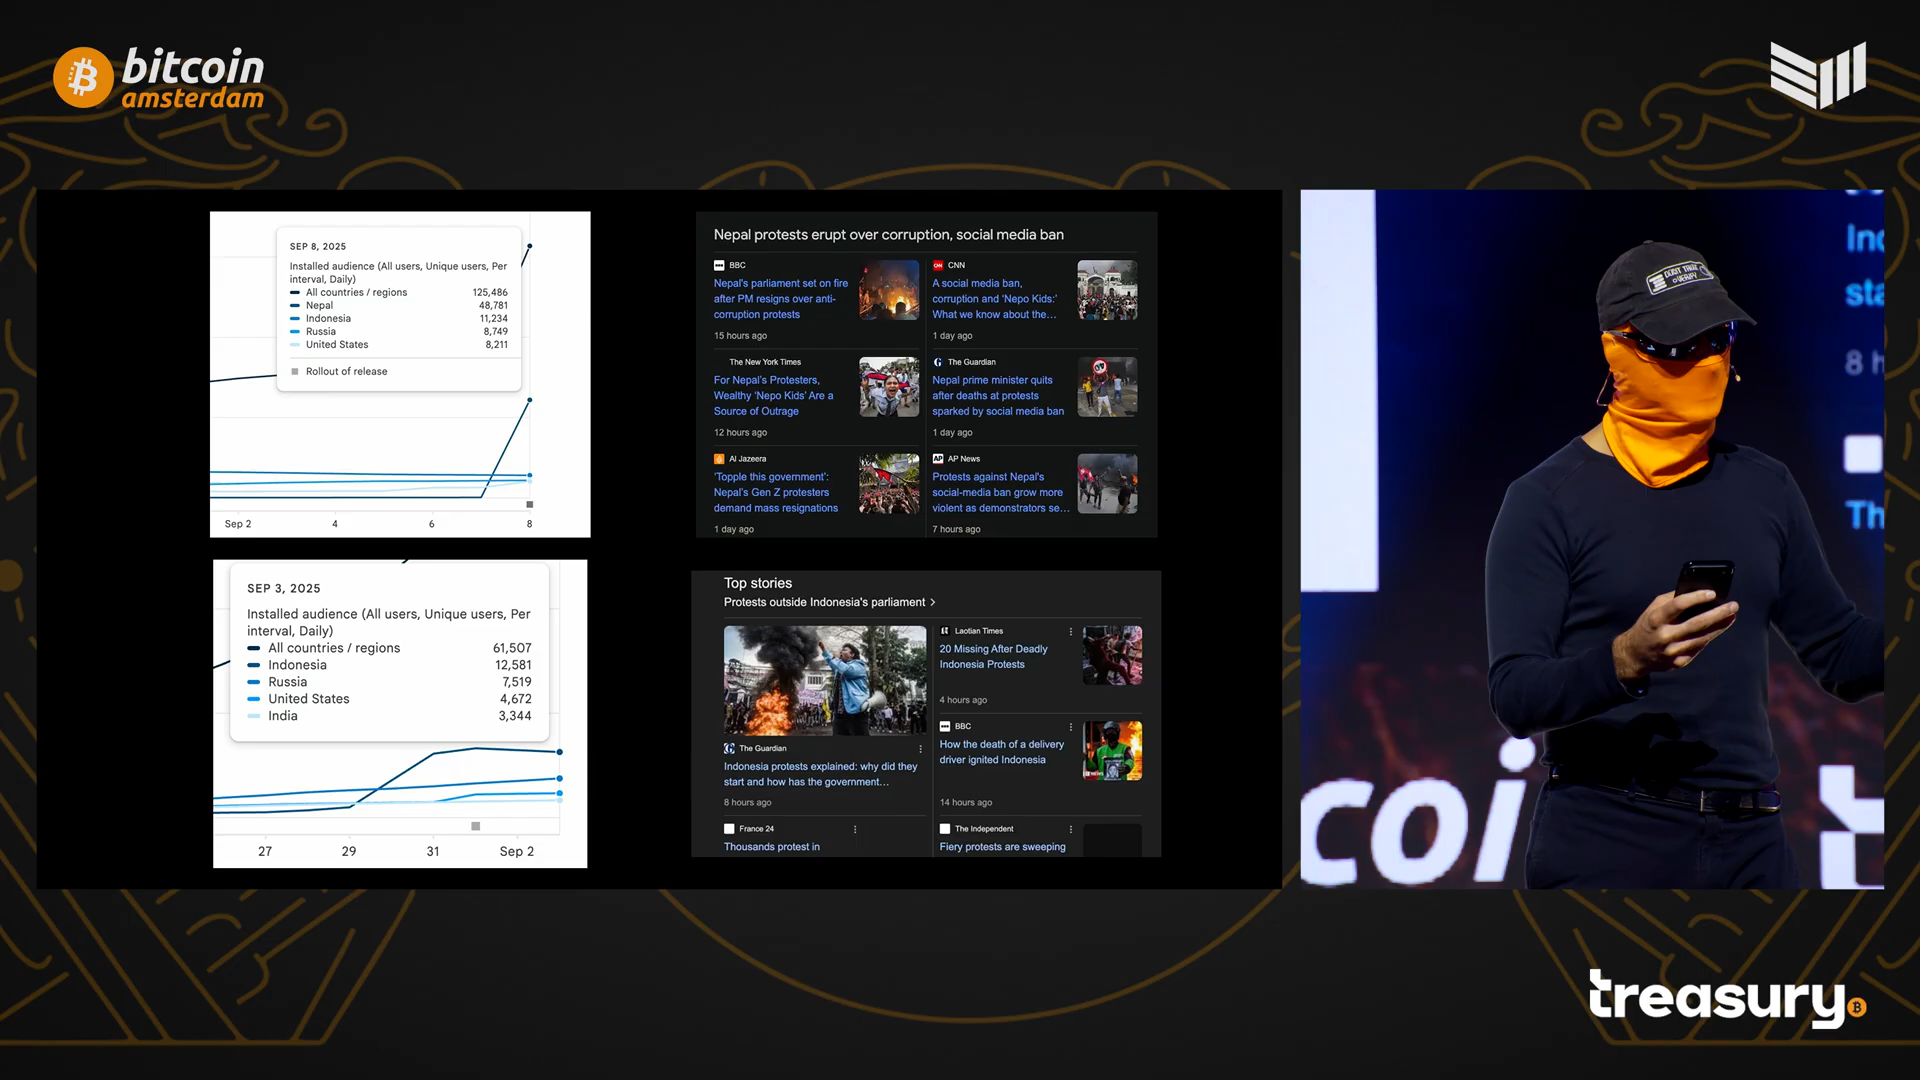 bitcoin
amsterdam
SEP 8, 2025
Installed audience (All users, Unique users, Per
interval, Daily)
All countries / regions 125,486
Nepal 48,781
Indonesia 11,234
Russia 8,749
United States 8,211
Rollout of release
Sep 2 4 6 8
SEP 3, 2025
Installed audience (All users, Unique users, Per
interval, Daily)
All countries / regions 61,507
Indonesia 12,581
Russia 7,519
United States 4,672
India 3,344
27 29 31 Sep 2
Nepal protests erupt over corruption, social media ban
BBC
Nepal's parliament set on fire
after PM resigns over anti-
corruption protests
15 hours ago
CNN
A social media ban,
corruption and 'Nepo Kids:'
What we know about the…
1 day ago
The New York Times
For Nepal's Protesters,
Wealthy 'Nepo Kids' Are a
Source of Outrage
12 hours ago
The Guardian
Nepal prime minister quits
after deaths at protests
sparked by social media ban
1 day ago
Al Jazeera
'Topple this government':
Nepal's Gen Z protesters
demand mass resignations
1 day ago
AP News
Protests against Nepal's
social-media ban grow more
violent as demonstrators se…
7 hours ago
Top stories
Protests outside Indonesia's parliament >
The Guardian
Indonesia protests explained: why did they
start and how has the government…
8 hours ago
Laotian Times
20 Missing After Deadly
Indonesia Protests
4 hours ago
BBC
How the death of a delivery
driver ignited Indonesia
14 hours ago
France 24
Thousands protest in
The Independent
Fiery protests are sweeping
Ind
sta
8 h
Th
DON'T TRUST
VERIFY
coi
treasury